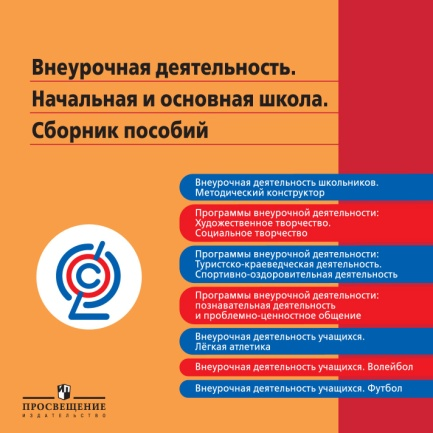 Внеурочная деятельность.
Начальная и основная школа.
Сборник пособий
Внеурочная деятельность школьников.
Методический конструктор
Программы внеурочной деятельности:
Художественное творчество.
Социальное творчество
Программы внеурочной деятельности:
Туристско-краеведческая деятельность.
Спортивно-оздоровительная деятельность
Программы внеурочной деятельности:
познавательная деятельность
и проблемно-ценностное общение
Внеурочная деятельность учащихся.
Лёгкая атлетика
Внеурочная деятельность учащихся. Волейбол
Внеурочная деятельность учащихся. Футбол
ПРОСВЕЩЕНИЕ
ИЗДАТЕЛЬСТВО